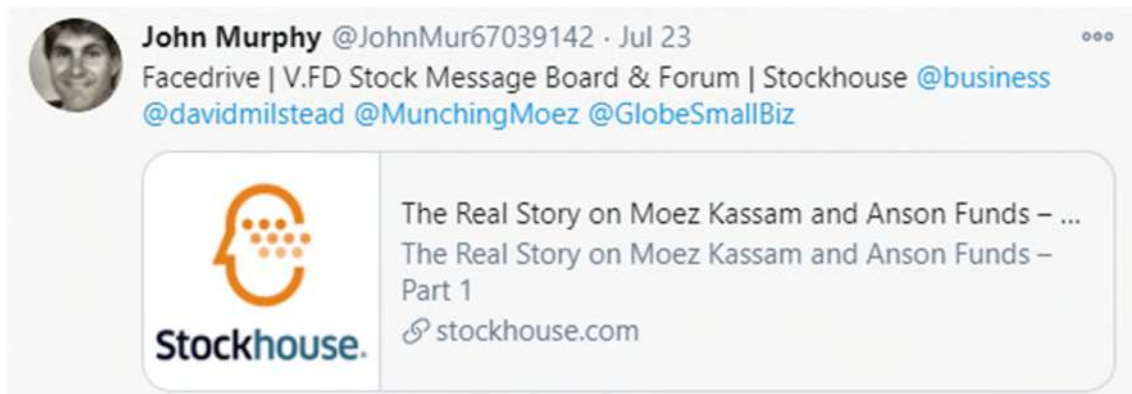 John Murphy @JohnMur67039142 · Jul 23
Facedrive | V.FD Stock Message Board & Forum | Stockhouse @business
@davidmilstead @MunchingMoez @GlobeSmallBiz
The Real Story on Moez Kassam and Anson Funds – ...
The Real Story on Moez Kassam and Anson Funds –
Part 1
stockhouse.com
Stockhouse.